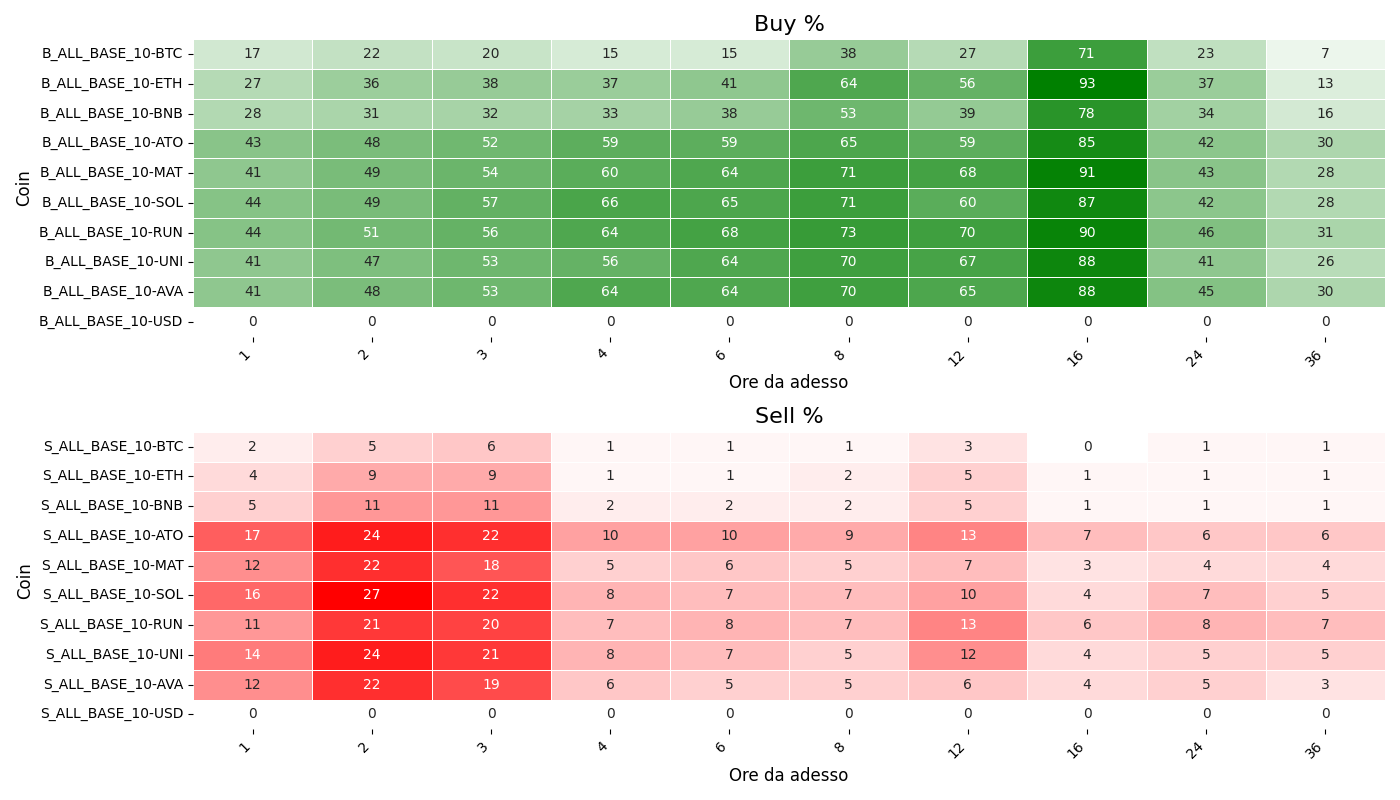 Buy %
Coin
B_ALL_BASE_10-BTC 17 22 20 15 15 38 27 71 23 7
B_ALL_BASE_10-ETH 27 36 38 37 41 64 56 93 37 13
B_ALL_BASE_10-BNB 28 31 32 33 38 53 39 78 34 16
B_ALL_BASE_10-ATO 43 48 52 59 59 65 59 85 42 30
B_ALL_BASE_10-MAT 41 49 54 60 64 71 68 91 43 28
B_ALL_BASE_10-SOL 44 49 57 66 65 71 60 87 42 28
B_ALL_BASE_10-RUN 44 51 56 64 68 73 70 90 46 31
B_ALL_BASE_10-UNI 41 47 53 56 64 70 67 88 41 26
B_ALL_BASE_10-AVA 41 48 53 64 64 70 65 88 45 30
B_ALL_BASE_10-USD 0 0 0 0 0 0 0 0 0 0
1 2 3 4 6 8 12 16 24 36
Ore da adesso
Sell %
Coin
S_ALL_BASE_10-BTC 2 5 6 1 1 1 3 0 1 1
S_ALL_BASE_10-ETH 4 9 9 1 1 2 5 1 1 1
S_ALL_BASE_10-BNB 5 11 11 2 2 2 5 1 1 1
S_ALL_BASE_10-ATO 17 24 22 10 10 9 13 7 6 6
S_ALL_BASE_10-MAT 12 22 18 5 6 5 7 3 4 4
S_ALL_BASE_10-SOL 16 27 22 8 7 7 10 4 7 5
S_ALL_BASE_10-RUN 11 21 20 7 8 7 13 6 8 7
S_ALL_BASE_10-UNI 14 24 21 8 7 5 12 4 5 5
S_ALL_BASE_10-AVA 12 22 19 6 5 5 6 4 5 3
S_ALL_BASE_10-USD 0 0 0 0 0 0 0 0 0 0
1 2 3 4 6 8 12 16 24 36
Ore da adesso